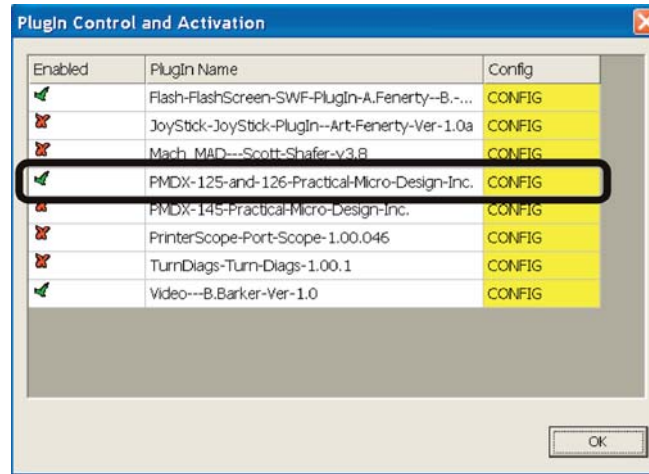 PlugIn Control and Activation
Enabled PlugIn Name Config
Flash-FlashScreen-SWF-PlugIn-A.Fenerty--B.-... CONFIG
JoyStick-JoyStick-PlugIn--Art-Fenerty-Ver-1.0a CONFIG
Mach_MAD---Scott-Shafer-v3.8 CONFIG
PMDX-125-and-126-Practical-Micro-Design-Inc. CONFIG
PMDX-145-Practical-Micro-Design-Inc. CONFIG
PrinterScope-Port-Scope-1.00.046 CONFIG
TurnDiags-Turn-Diags-1.00.1 CONFIG
Video---B.Barker-Ver-1.0 CONFIG
OK